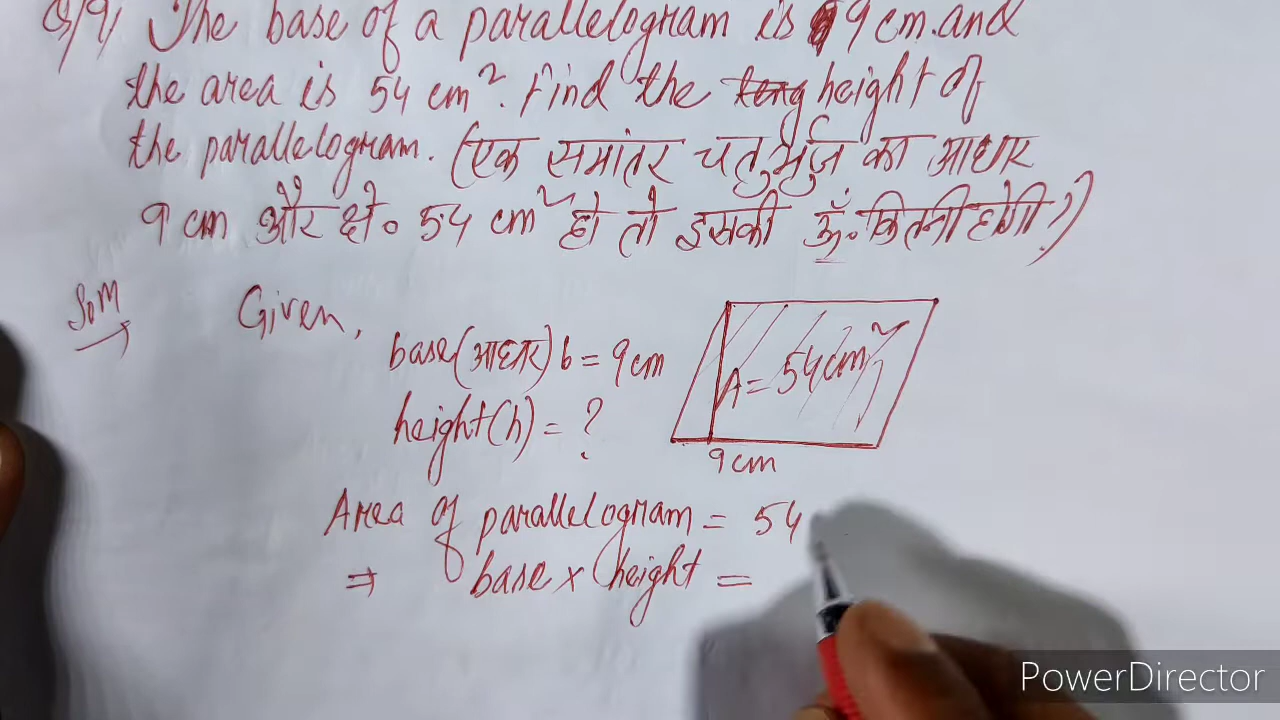 Q/9/ The base of a parallelogram is 9 cm. and
the area is 54 cm². Find the height of
the parallelogram. (एक समांतर चतुर्भुर्ज का आधार
9 cm और क्षे० 54 cm² हो तो इसकी ऊँ. कितनी होगी?)
Soln
Given,
base(आधार) b = 9cm
height(h) = ?
A = 54cm²
9cm
Area of parallelogram = 54
⇒ base × height =
PowerDirector